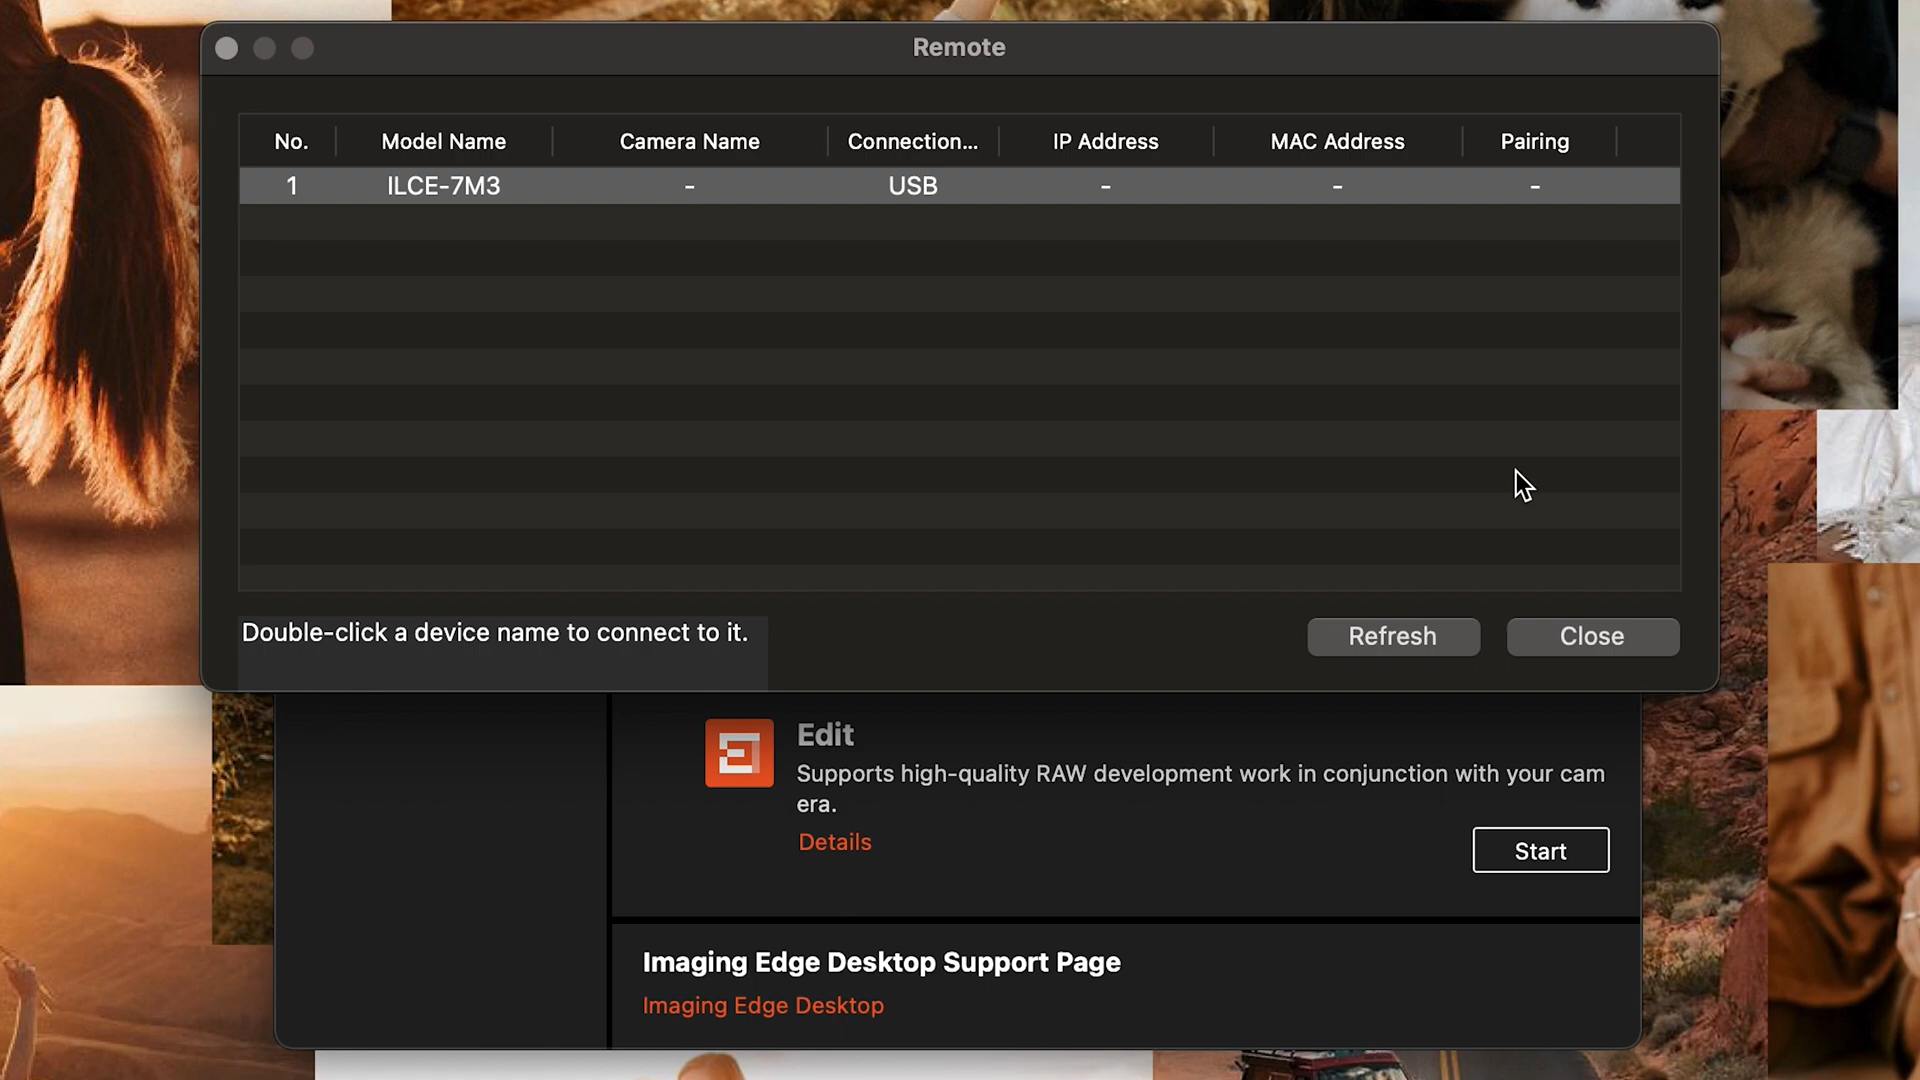 Remote
No. Model Name Camera Name Connection... IP Address MAC Address Pairing
1 ILCE-7M3 - USB - - -
Double-click a device name to connect to it.
Refresh Close
Edit
Supports high-quality RAW development work in conjunction with your cam
era.
Details
Start
Imaging Edge Desktop Support Page
Imaging Edge Desktop